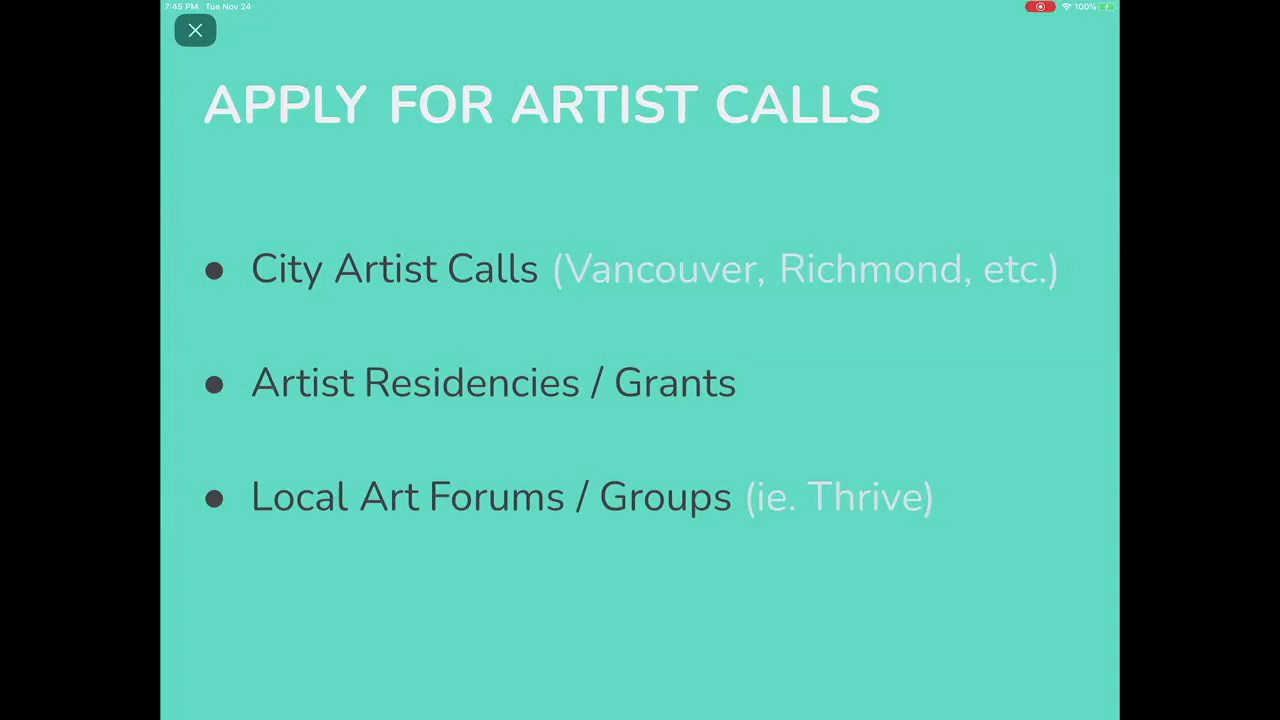 7:45 PM Tue Nov 24
100%
APPLY FOR ARTIST CALLS
● City Artist Calls (Vancouver, Richmond, etc.)
● Artist Residencies / Grants
● Local Art Forums / Groups (ie. Thrive)